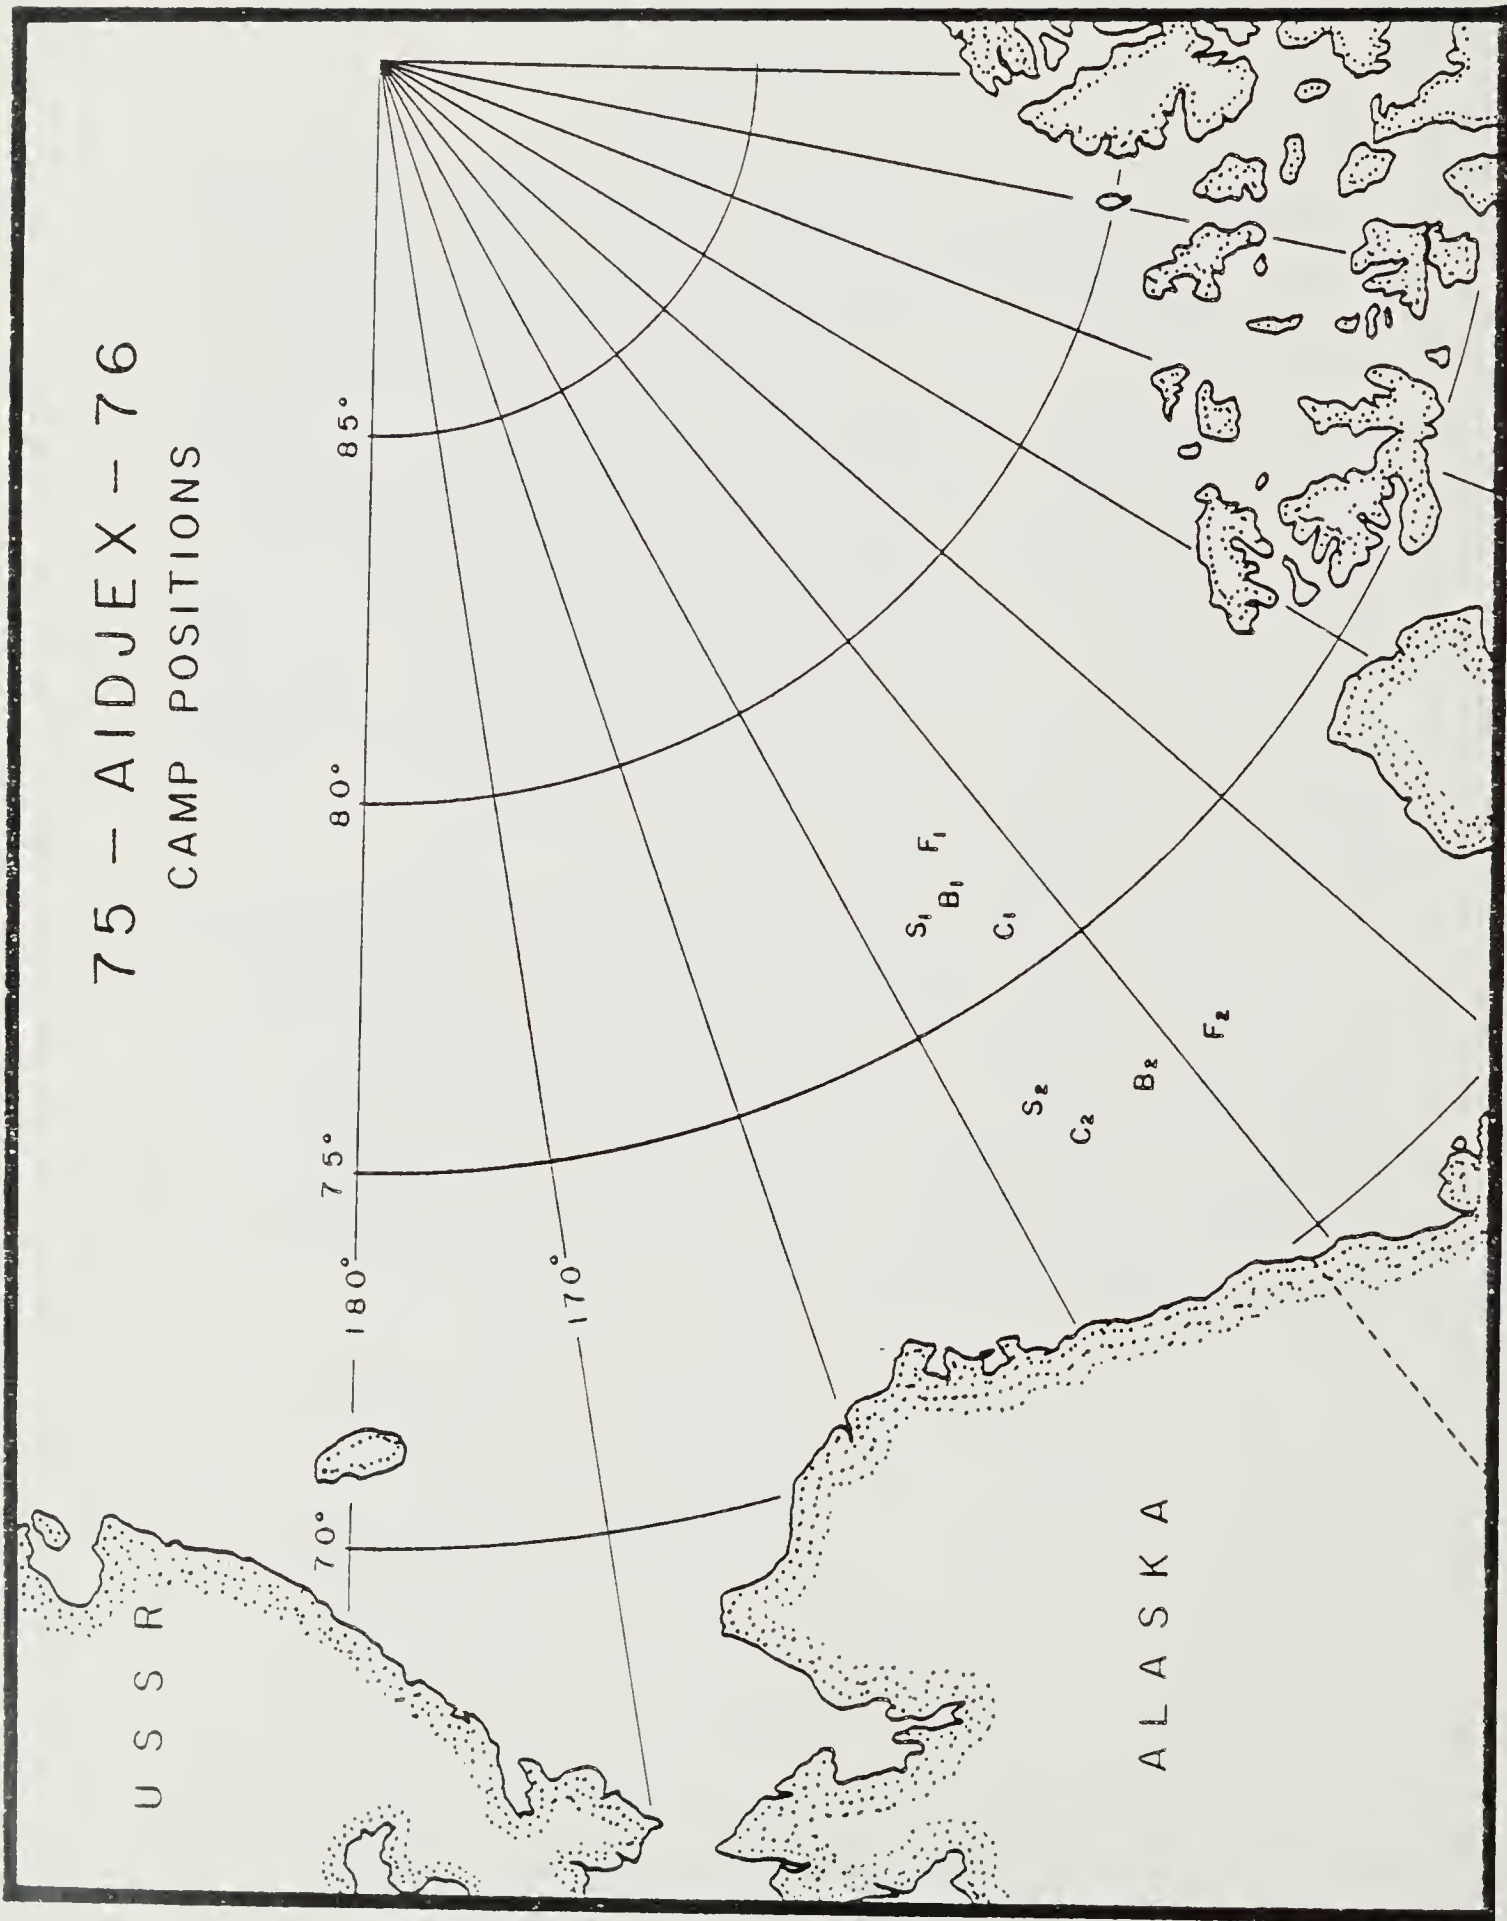 75 – AIDJEX – 76
CAMP POSITIONS
85°
80°
75°
70°
180°
170°
F1
B1
S1
C1
F2
B2
S2
C2
USSR
ALASKA